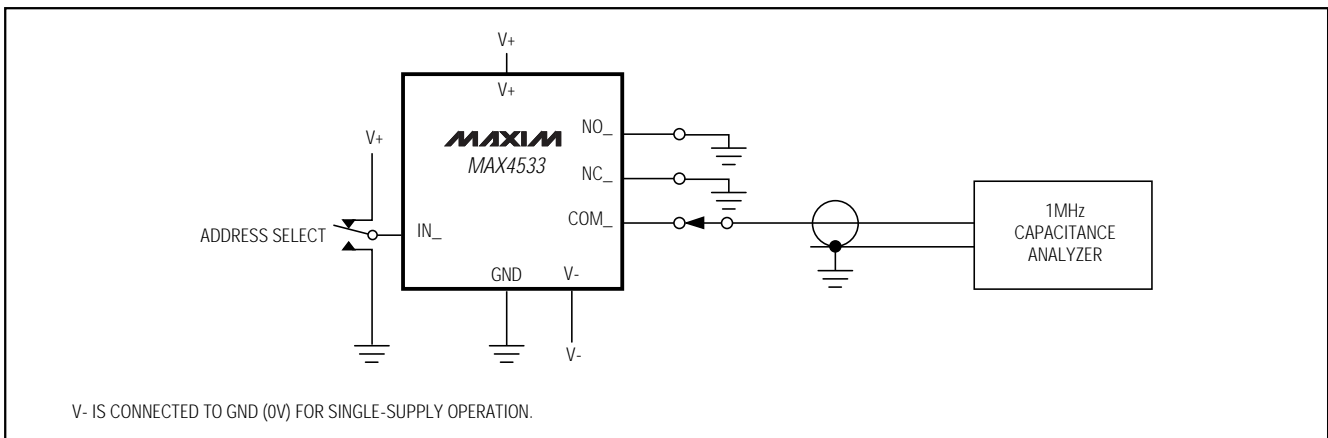 V+
V+
V+
NO_
MAXIM
MAX4533
NC_
COM_
ADDRESS SELECT
IN_
1MHz
CAPACITANCE
ANALYZER
GND
V-
V-
V- IS CONNECTED TO GND (0V) FOR SINGLE-SUPPLY OPERATION.